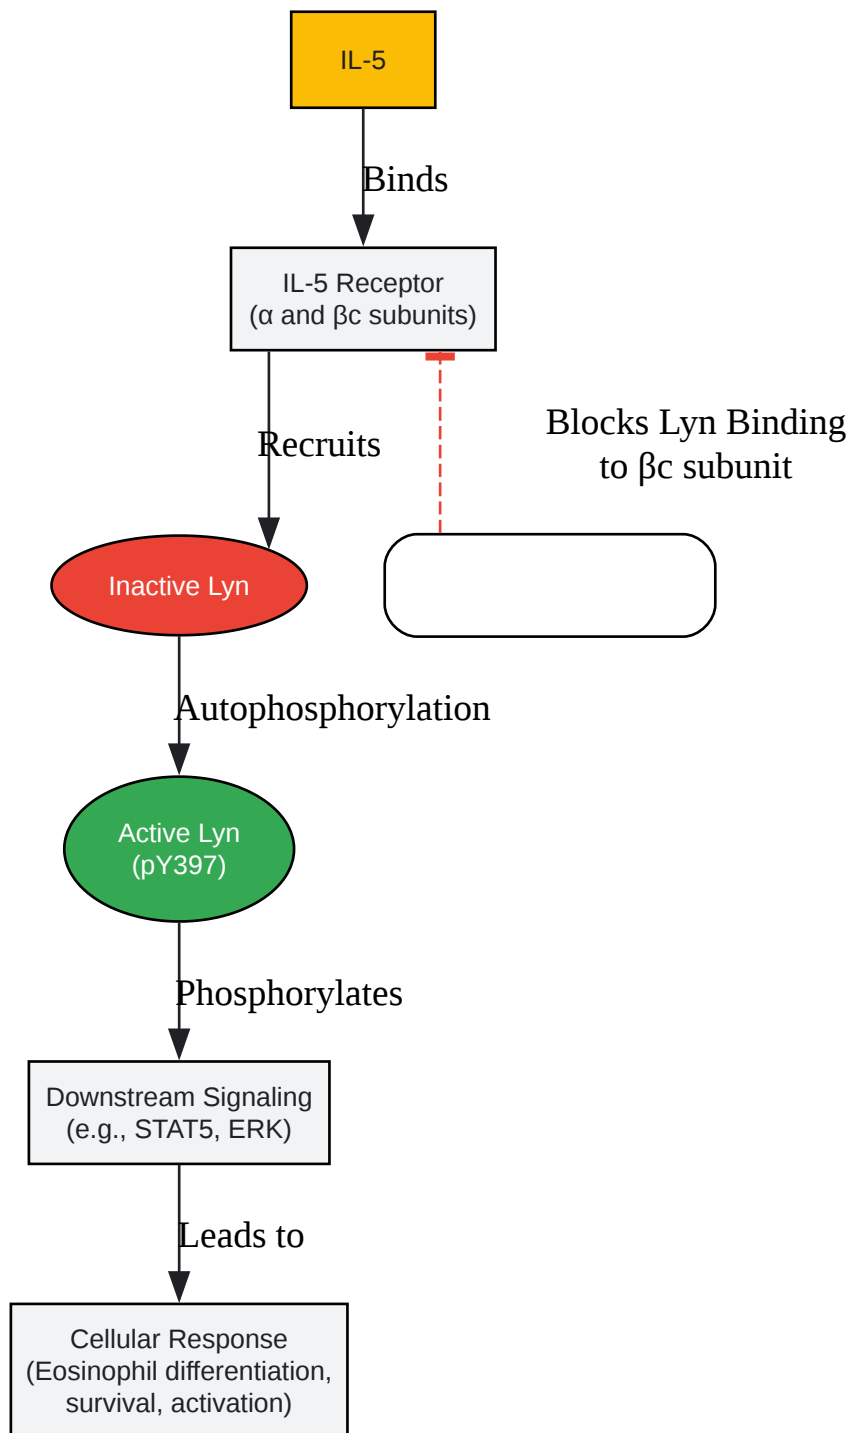 IL-5
Binds
IL-5 Receptor
(α and βc subunits)
Recruits
Blocks Lyn Binding
to βc subunit
Inactive Lyn
Autophosphorylation
Active Lyn
(pY397)
Phosphorylates
Downstream Signaling
(e.g., STAT5, ERK)
Leads to
Cellular Response
(Eosinophil differentiation,
survival, activation)